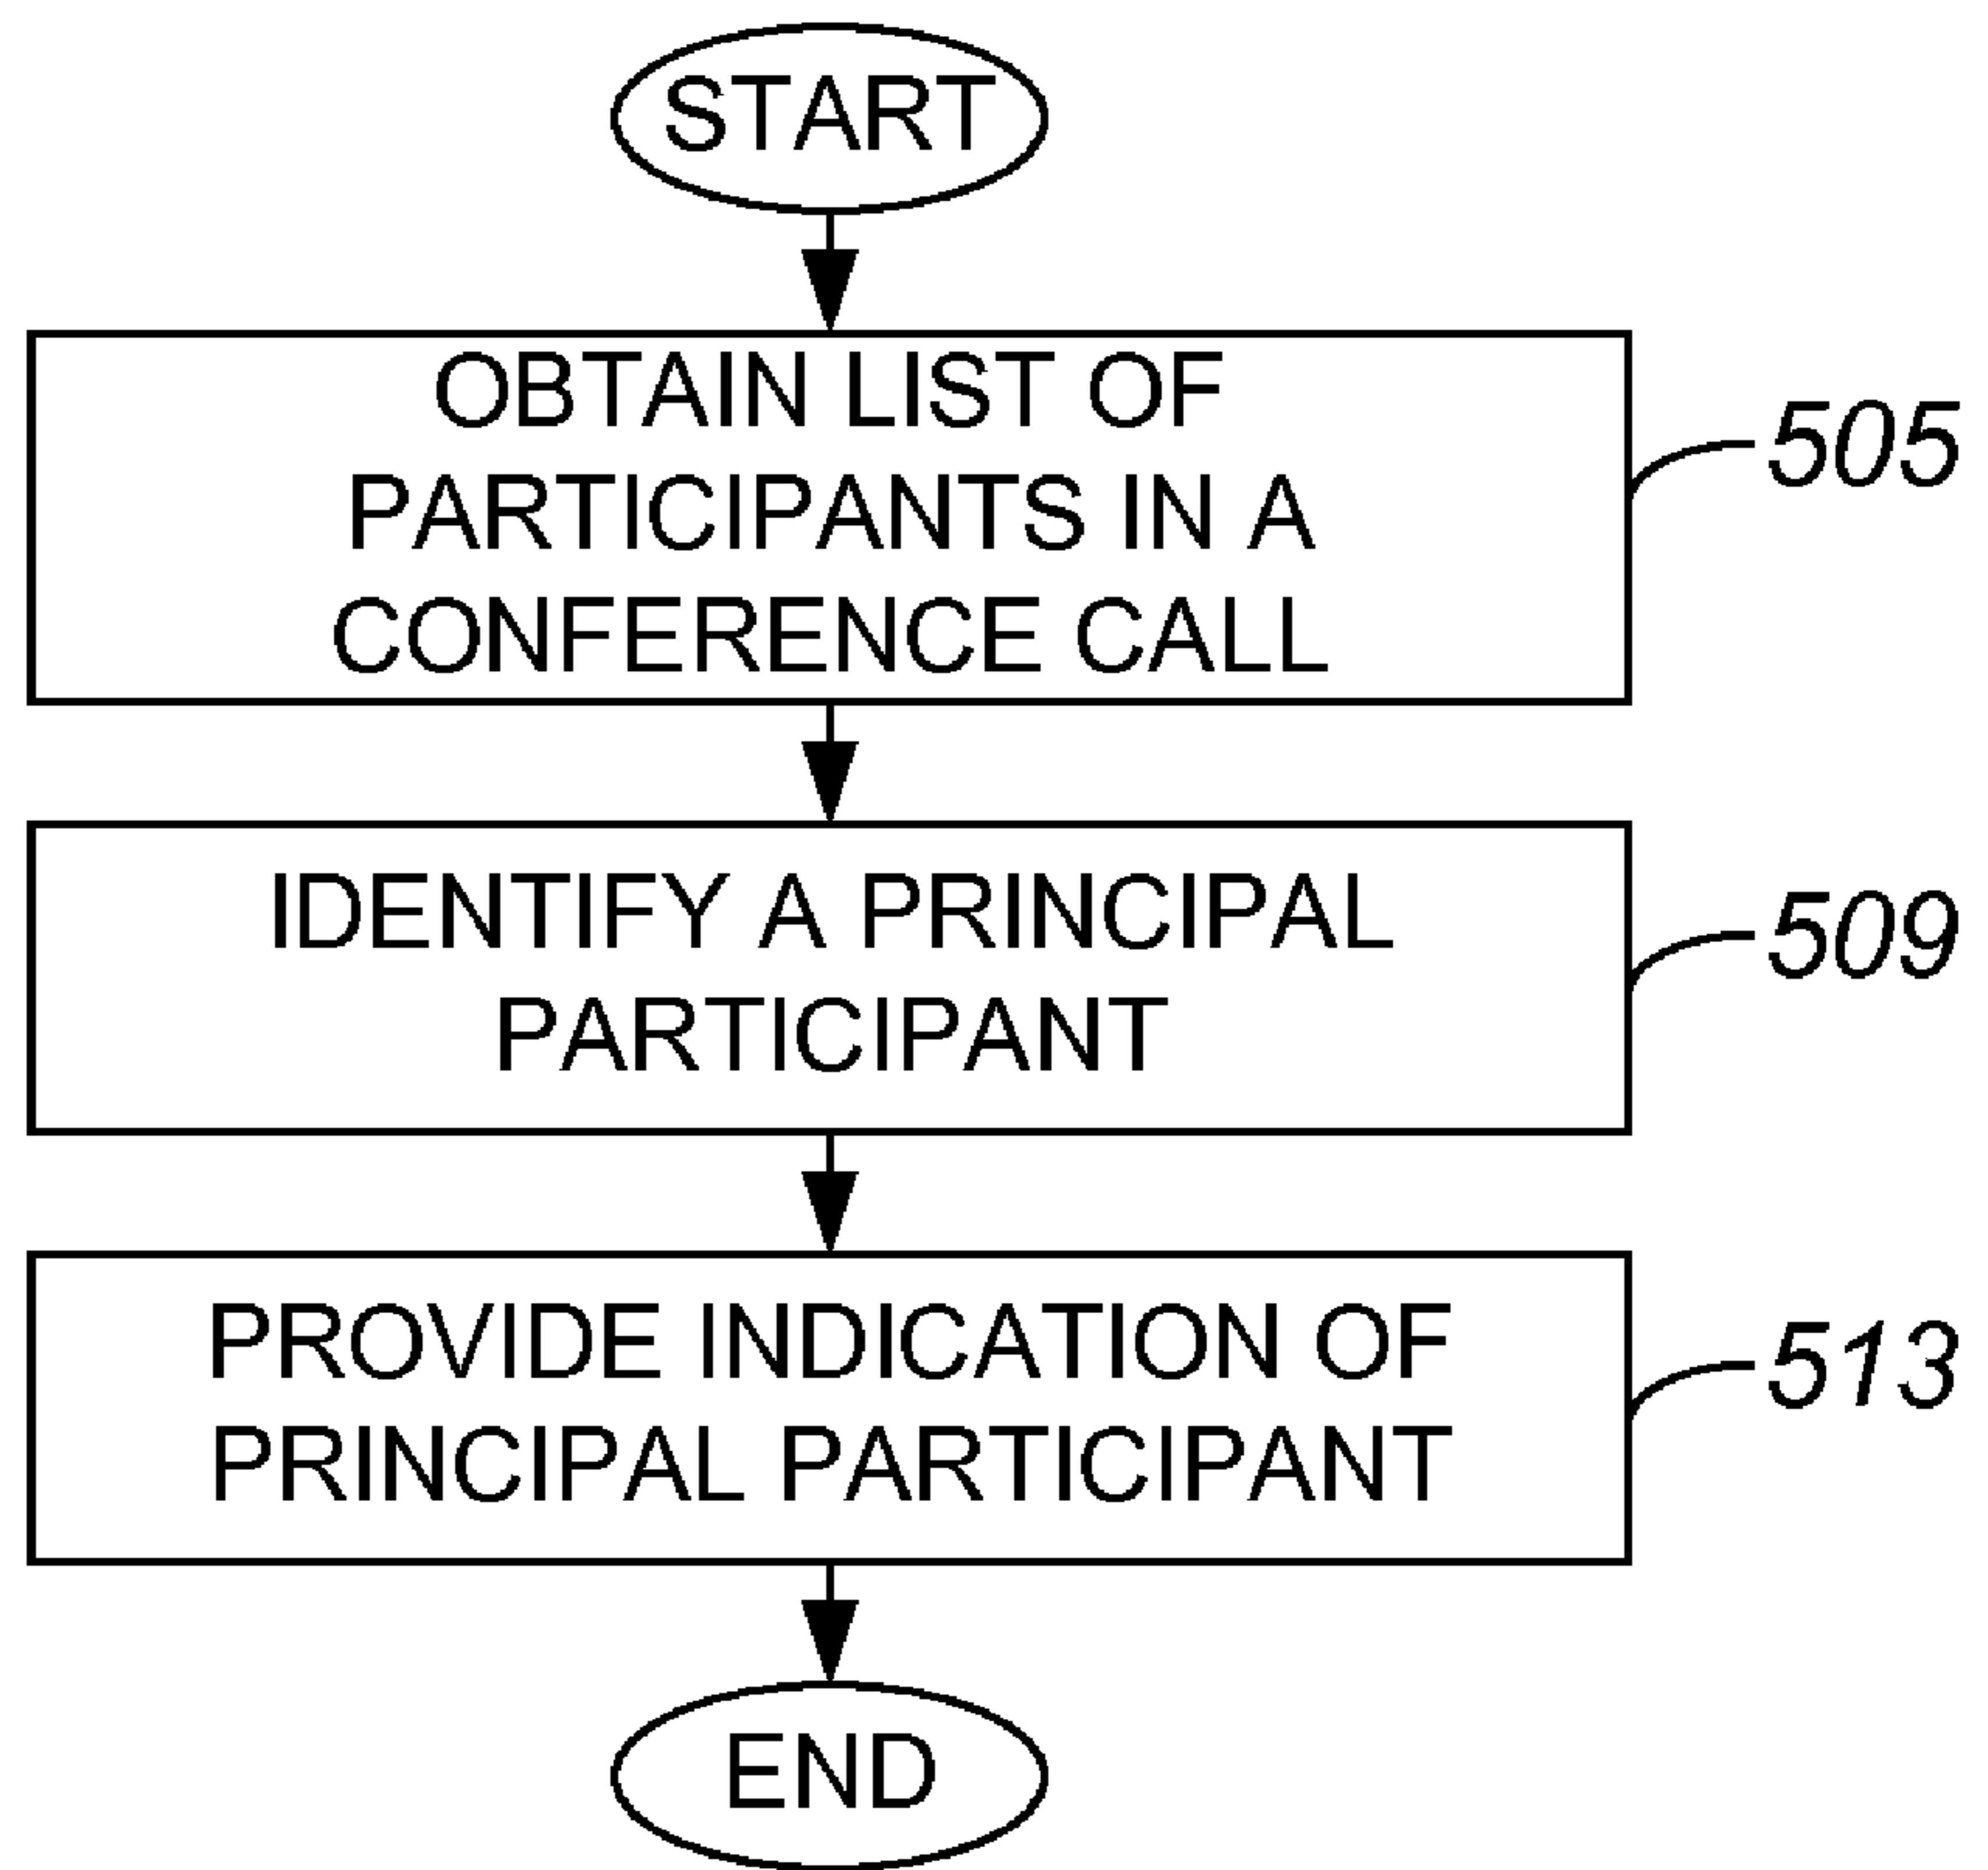 START
OBTAIN LIST OF
PARTICIPANTS IN A
CONFERENCE CALL
505
IDENTIFY A PRINCIPAL
PARTICIPANT
509
PROVIDE INDICATION OF
PRINCIPAL PARTICIPANT
513
END